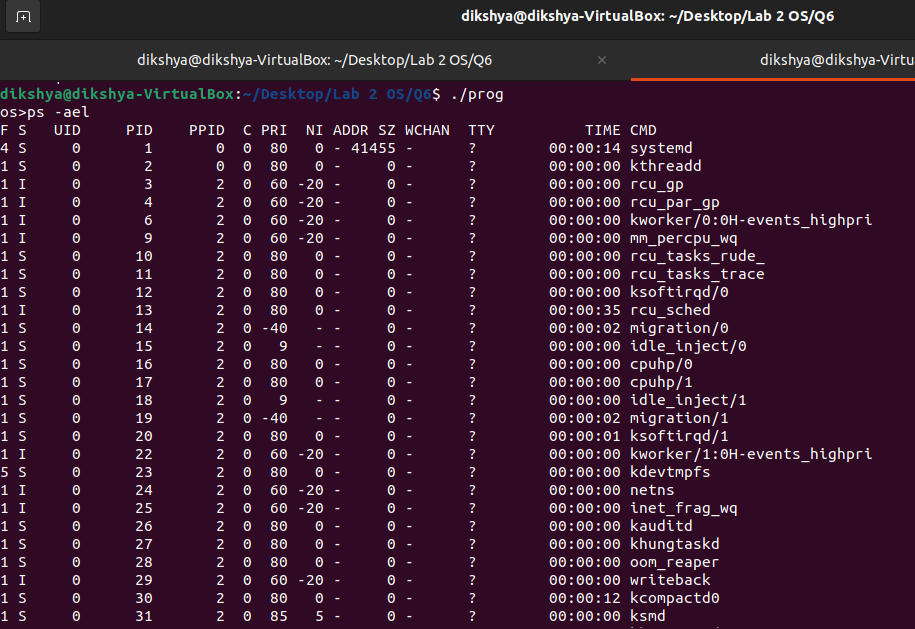 dikshya@dikshya-VirtualBox: ~/Desktop/Lab 2 OS/Q6
dikshya@dikshya-VirtualBox: ~/Desktop/Lab 2 OS/Q6 × dikshya@dikshya-Virtu
dikshya@dikshya-VirtualBox:~/Desktop/Lab 2 OS/Q6$ ./prog
os>ps -ael
F S   UID     PID    PPID  C PRI  NI ADDR SZ WCHAN  TTY          TIME CMD
4 S     0       1       0  0  80   0 - 41455 -      ?        00:00:14 systemd
1 S     0       2       0  0  80   0 -     0 -      ?        00:00:00 kthreadd
1 I     0       3       2  0  60 -20 -     0 -      ?        00:00:00 rcu_gp
1 I     0       4       2  0  60 -20 -     0 -      ?        00:00:00 rcu_par_gp
1 I     0       6       2  0  60 -20 -     0 -      ?        00:00:00 kworker/0:0H-events_highpri
1 I     0       9       2  0  60 -20 -     0 -      ?        00:00:00 mm_percpu_wq
1 S     0      10       2  0  80   0 -     0 -      ?        00:00:00 rcu_tasks_rude_
1 S     0      11       2  0  80   0 -     0 -      ?        00:00:00 rcu_tasks_trace
1 S     0      12       2  0  80   0 -     0 -      ?        00:00:00 ksoftirqd/0
1 I     0      13       2  0  80   0 -     0 -      ?        00:00:35 rcu_sched
1 S     0      14       2  0 -40   - -     0 -      ?        00:00:02 migration/0
1 S     0      15       2  0   9   - -     0 -      ?        00:00:00 idle_inject/0
1 S     0      16       2  0  80   0 -     0 -      ?        00:00:00 cpuhp/0
1 S     0      17       2  0  80   0 -     0 -      ?        00:00:00 cpuhp/1
1 S     0      18       2  0   9   - -     0 -      ?        00:00:00 idle_inject/1
1 S     0      19       2  0 -40   - -     0 -      ?        00:00:02 migration/1
1 S     0      20       2  0  80   0 -     0 -      ?        00:00:01 ksoftirqd/1
1 I     0      22       2  0  60 -20 -     0 -      ?        00:00:00 kworker/1:0H-events_highpri
5 S     0      23       2  0  80   0 -     0 -      ?        00:00:00 kdevtmpfs
1 I     0      24       2  0  60 -20 -     0 -      ?        00:00:00 netns
1 I     0      25       2  0  60 -20 -     0 -      ?        00:00:00 inet_frag_wq
1 S     0      26       2  0  80   0 -     0 -      ?        00:00:00 kauditd
1 S     0      27       2  0  80   0 -     0 -      ?        00:00:00 khungtaskd
1 S     0      28       2  0  80   0 -     0 -      ?        00:00:00 oom_reaper
1 I     0      29       2  0  60 -20 -     0 -      ?        00:00:00 writeback
1 S     0      30       2  0  80   0 -     0 -      ?        00:00:12 kcompactd0
1 S     0      31       2  0  85   5 -     0 -      ?        00:00:00 ksmd